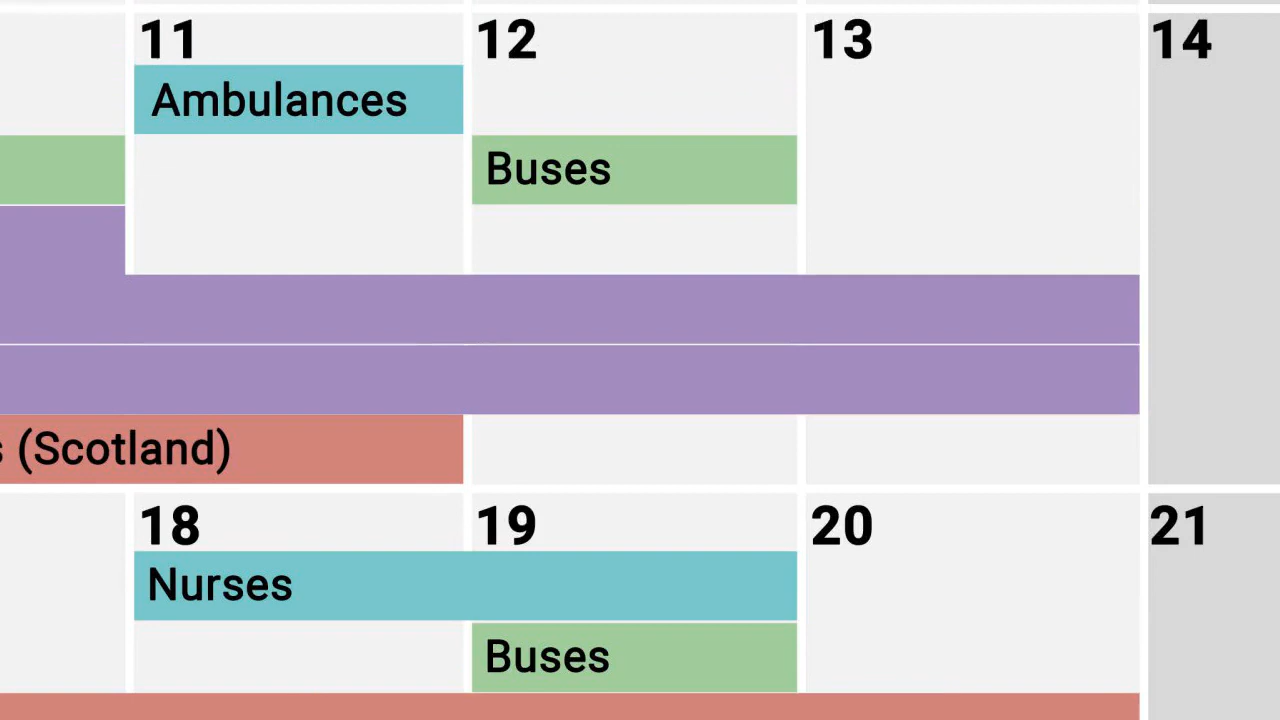 11 12 13 14
Ambulances
Buses
(Scotland)
18 19 20 21
Nurses
Buses